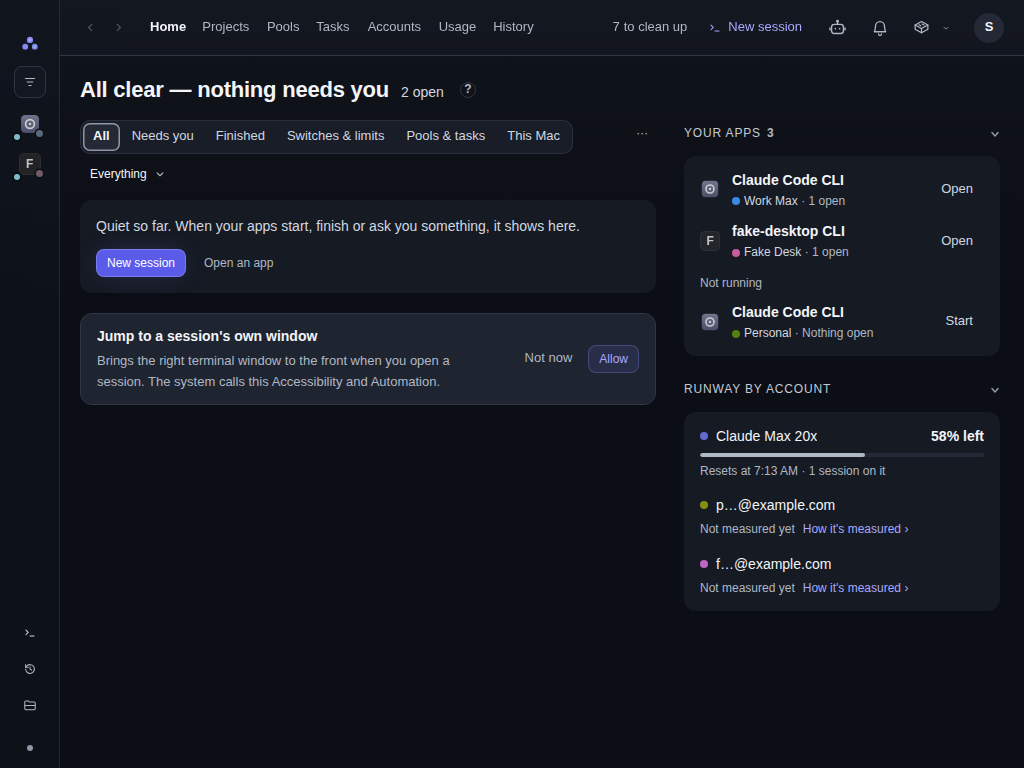 Home Projects Pools Tasks Accounts Usage History 7 to clean up New session S
All clear — nothing needs you 2 open ?
All Needs you Finished Switches & limits Pools & tasks This Mac ···
Everything
Quiet so far. When your apps start, finish or ask you something, it shows here.
New session Open an app
Jump to a session's own window
Brings the right terminal window to the front when you open a
session. The system calls this Accessibility and Automation.
Not now Allow
F
YOUR APPS 3
Claude Code CLI
Work Max · 1 open
Open
F
fake-desktop CLI
Fake Desk · 1 open
Open
Not running
Claude Code CLI
Personal · Nothing open
Start
RUNWAY BY ACCOUNT
Claude Max 20x 58% left
Resets at 7:13 AM · 1 session on it
p…@example.com
Not measured yet How it's measured ›
f…@example.com
Not measured yet How it's measured ›